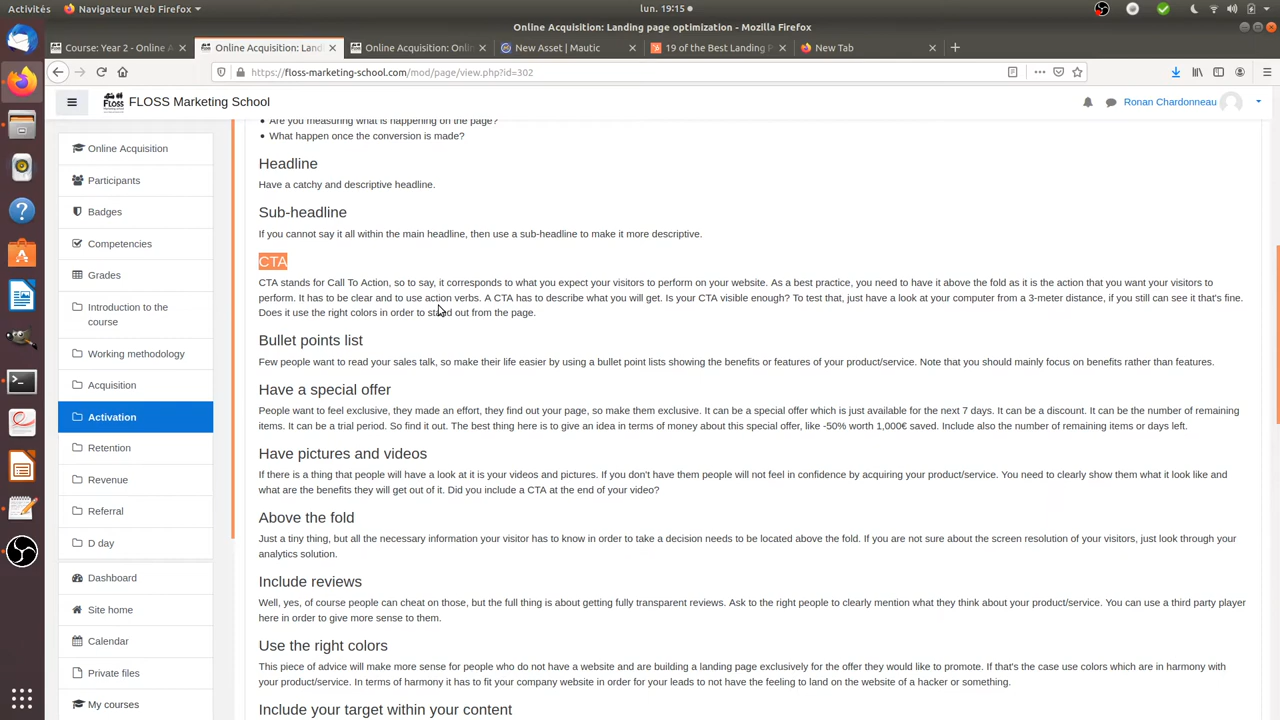 Activités
Navigateur Web Firefox
lun. 19:15
Online Acquisition: Landing page optimization - Mozilla Firefox
Course: Year 2 - Online A
Online Acquisition: Landi
Online Acquisition: Onlin
New Asset | Mautic
19 of the Best Landing P
New Tab
https://floss-marketing-school.com/mod/page/view.php?id=302
FLOSS Marketing School
Ronan Chardonneau
Online Acquisition
Participants
Badges
Competencies
Grades
Introduction to the
course
Working methodology
Acquisition
Activation
Retention
Revenue
Referral
D day
Dashboard
Site home
Calendar
Private files
My courses
Are you measuring what is happening on the page?
What happen once the conversion is made?
Headline
Have a catchy and descriptive headline.
Sub-headline
If you cannot say it all within the main headline, then use a sub-headline to make it more descriptive.
CTA
CTA stands for Call To Action, so to say, it corresponds to what you expect your visitors to perform on your website. As a best practice, you need to have it above the fold as it is the action that you want your visitors to
perform. It has to be clear and to use action verbs. A CTA has to describe what you will get. Is your CTA visible enough? To test that, just have a look at your computer from a 3-meter distance, if you still can see it that's fine.
Does it use the right colors in order to stand out from the page.
Bullet points list
Few people want to read your sales talk, so make their life easier by using a bullet point lists showing the benefits or features of your product/service. Note that you should mainly focus on benefits rather than features.
Have a special offer
People want to feel exclusive, they made an effort, they find out your page, so make them exclusive. It can be a special offer which is just available for the next 7 days. It can be a discount. It can be the number of remaining
items. It can be a trial period. So find it out. The best thing here is to give an idea in terms of money about this special offer, like -50% worth 1,000€ saved. Include also the number of remaining items or days left.
Have pictures and videos
If there is a thing that people will have a look at it is your videos and pictures. If you don't have them people will not feel in confidence by acquiring your product/service. You need to clearly show them what it look like and
what are the benefits they will get out of it. Did you include a CTA at the end of your video?
Above the fold
Just a tiny thing, but all the necessary information your visitor has to know in order to take a decision needs to be located above the fold. If you are not sure about the screen resolution of your visitors, just look through your
analytics solution.
Include reviews
Well, yes, of course people can cheat on those, but the full thing is about getting fully transparent reviews. Ask to the right people to clearly mention what they think about your product/service. You can use a third party player
here in order to give more sense to them.
Use the right colors
This piece of advice will make more sense for people who do not have a website and are building a landing page exclusively for the offer they would like to promote. If that's the case use colors which are in harmony with
your product/service. In terms of harmony it has to fit your company website in order for your leads to not have the feeling to land on the website of a hacker or something.
Include your target within your content